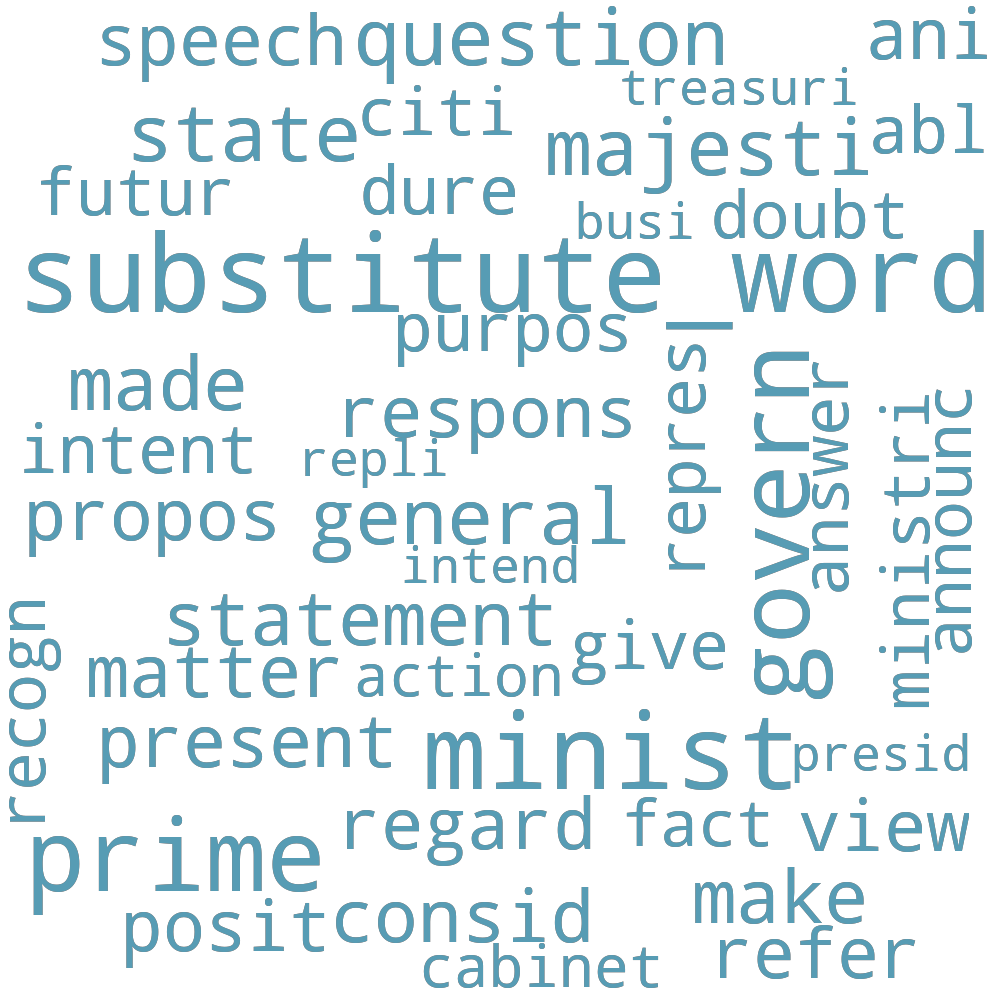 speech question ani
treasuri
state citi majesti abl
futur dure busi doubt
substitute_word
purpos
made respons repres govern answer ministri announc
intent repli
propos general
intend
recogn statement give
matter action
present minist presid
prime regard fact view
posit consid make
cabinet refer